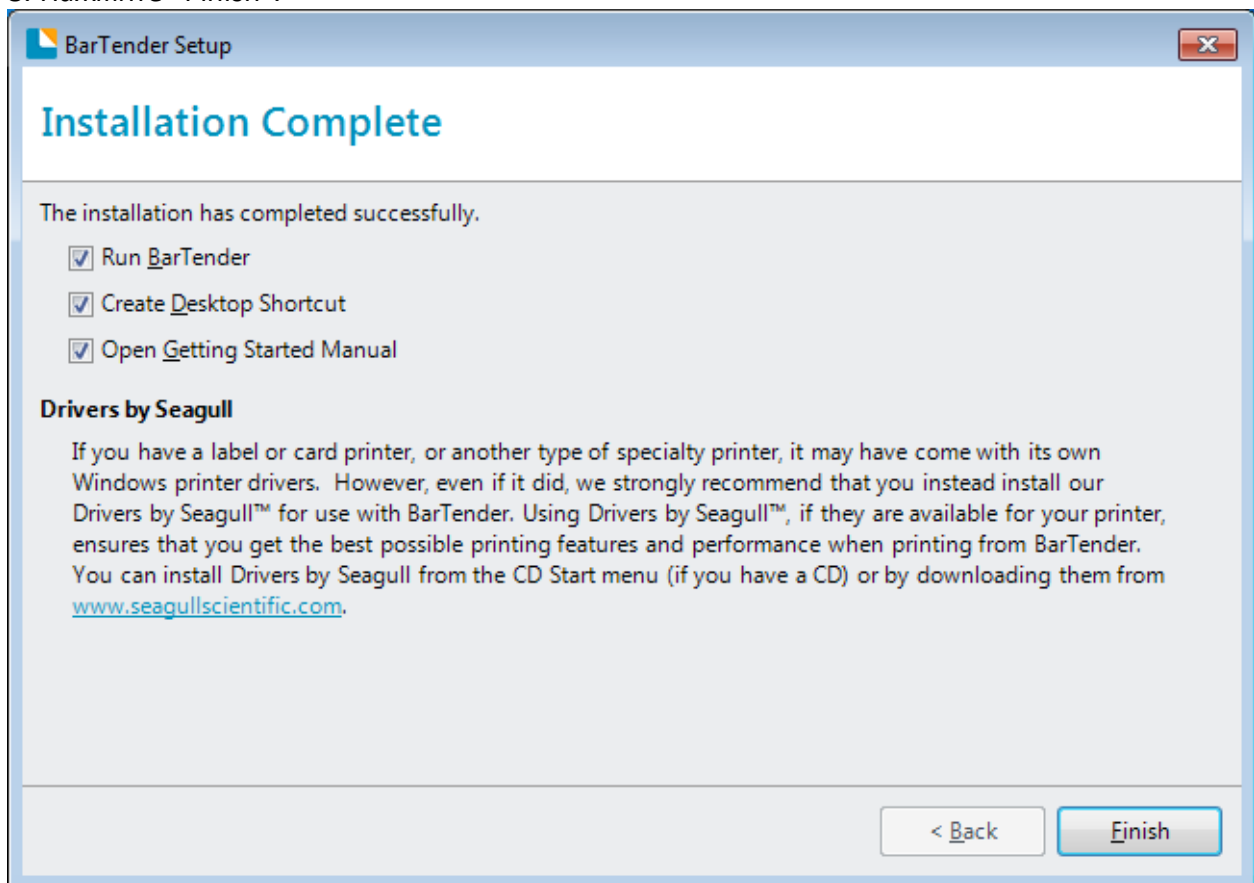 BarTender Setup
Installation Complete
The installation has completed successfully.
Run BarTender
Create Desktop Shortcut
Open Getting Started Manual
Drivers by Seagull
If you have a label or card printer, or another type of specialty printer, it may have come with its own
Windows printer drivers.  However, even if it did, we strongly recommend that you instead install our
Drivers by Seagull™ for use with BarTender. Using Drivers by Seagull™, if they are available for your printer,
ensures that you get the best possible printing features and performance when printing from BarTender.
You can install Drivers by Seagull from the CD Start menu (if you have a CD) or by downloading them from
www.seagullscientific.com.
< Back
Finish